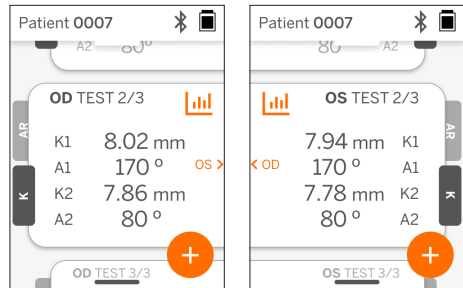 Patient 0007
A2 80º
OD TEST 2/3
AR
K
K1 8.02 mm
A1 170 º
OS >
K2 7.86 mm
A2 80 º
+
OD TEST 3/3
Patient 0007
80 A2
OS TEST 2/3
AR
K
7.94 mm K1
< OD
170 º A1
7.78 mm K2
80 º A2
+
OS TEST 3/3